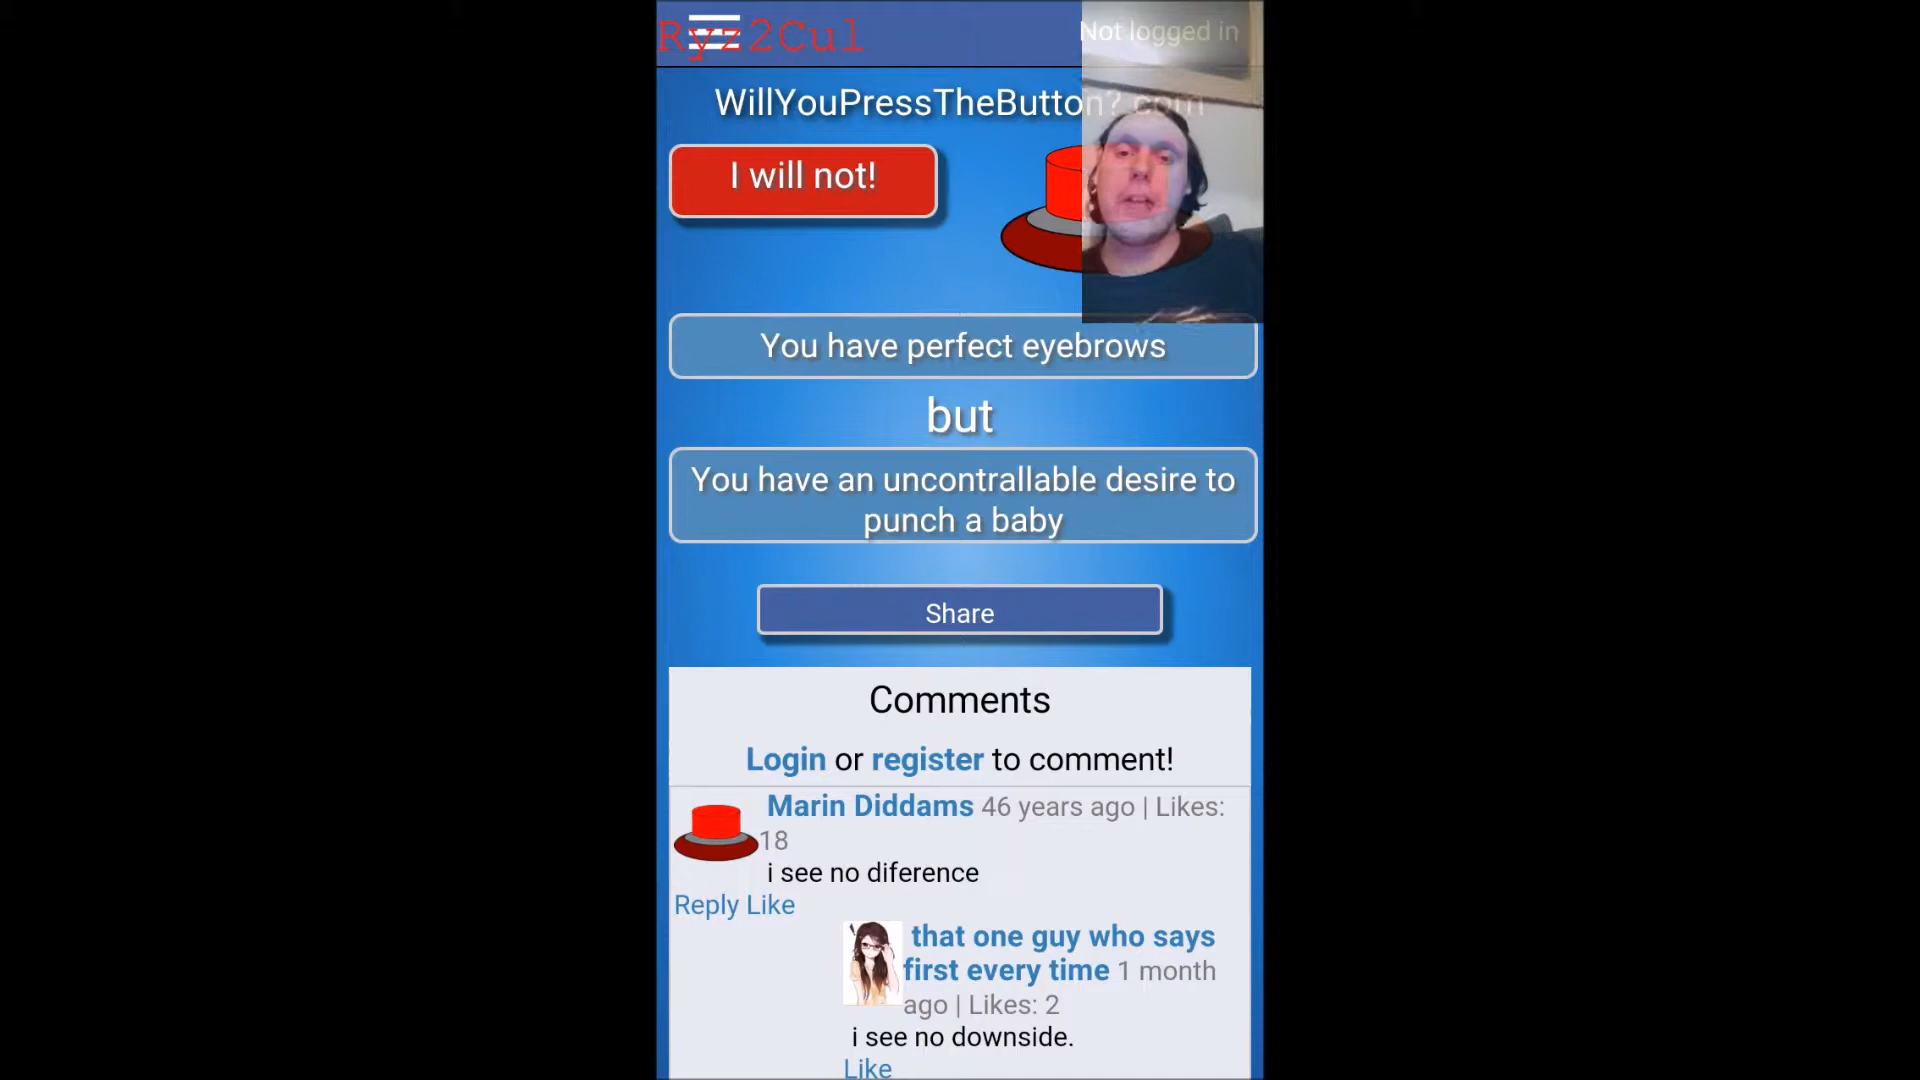 Ryz2Cul
Not logged in
WillYouPressTheButton?.com
I will not!
You have perfect eyebrows
but
You have an uncontrallable desire to
punch a baby
Share
Comments
Login or register to comment!
Marin Diddams 46 years ago | Likes:
18
i see no diference
Reply Like
that one guy who says
first every time 1 month
ago | Likes: 2
i see no downside.
Like